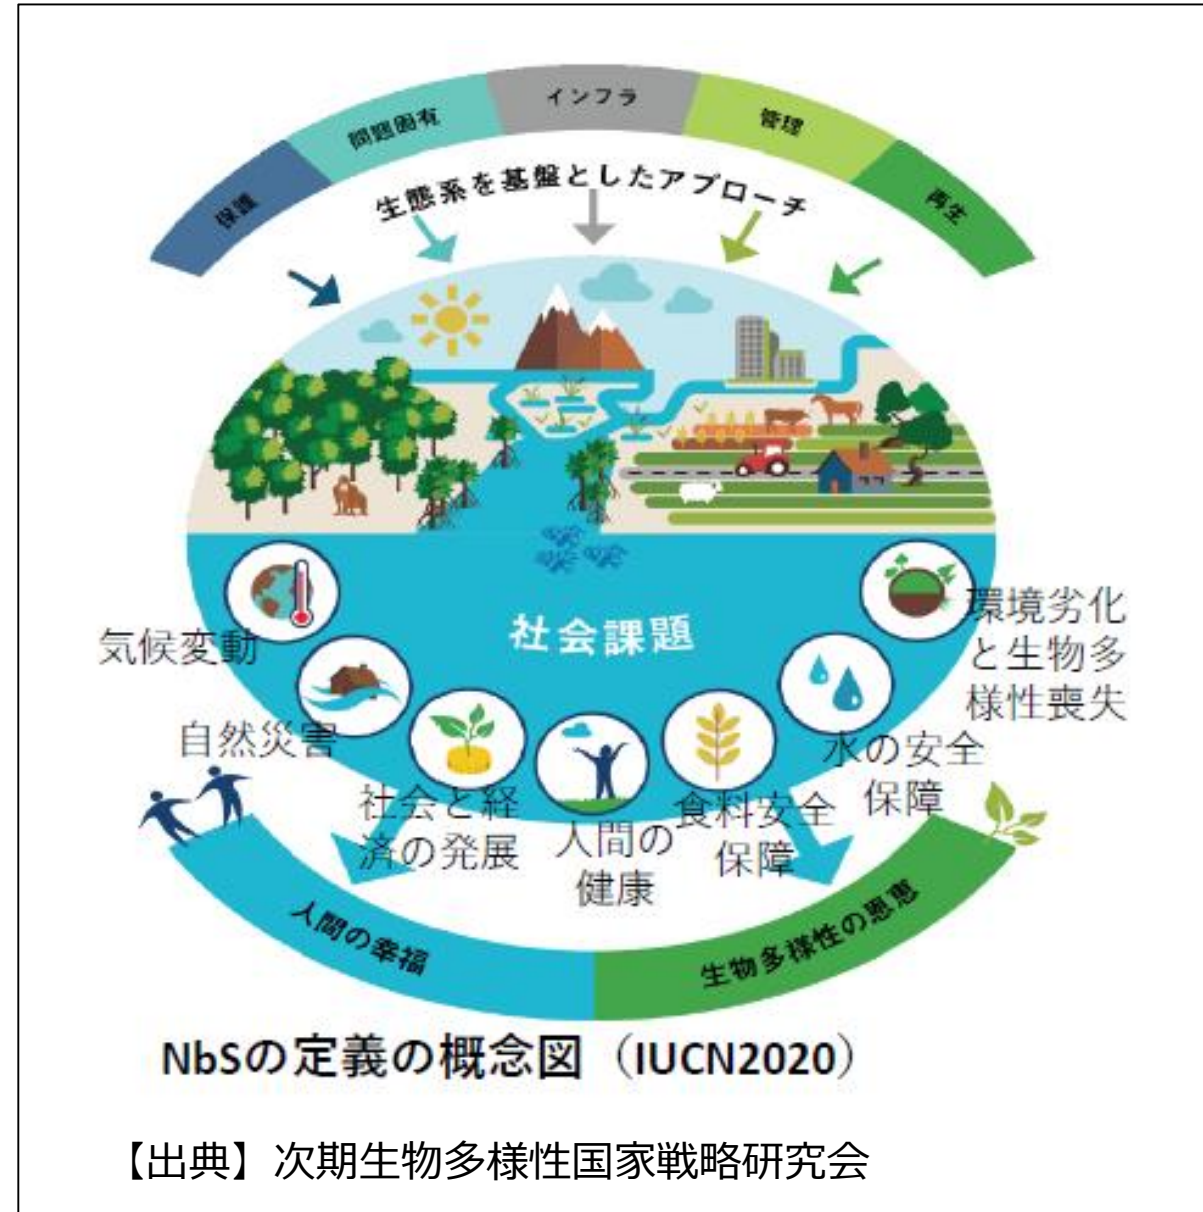 保護
問題固有
インフラ
管理
再生
生態系を基盤としたアプローチ
社会課題
気候変動
自然災害
社会と経
済の発展
人間の
健康
食料安全
保障
水の安全
保障
環境劣化
と生物多
様性喪失
人間の幸福
生物多様性の恩恵
NbSの定義の概念図（IUCN2020）
【出典】次期生物多様性国家戦略研究会